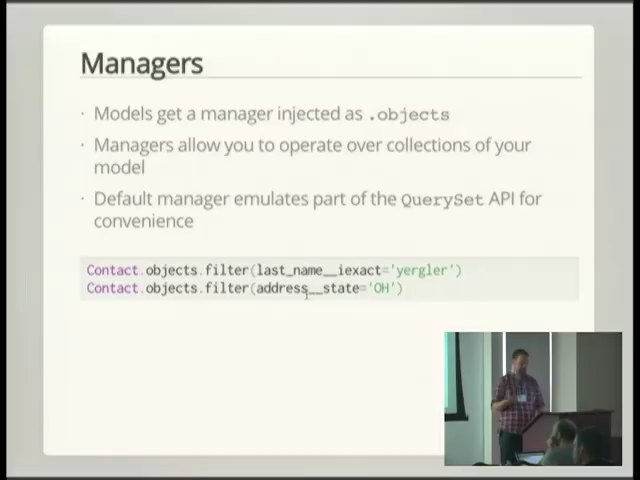 Managers
· Models get a manager injected as .objects
· Managers allow you to operate over collections of your
model
· Default manager emulates part of the QuerySet API for
convenience
Contact.objects.filter(last_name__iexact='yergler')
Contact.objects.filter(address__state='OH')